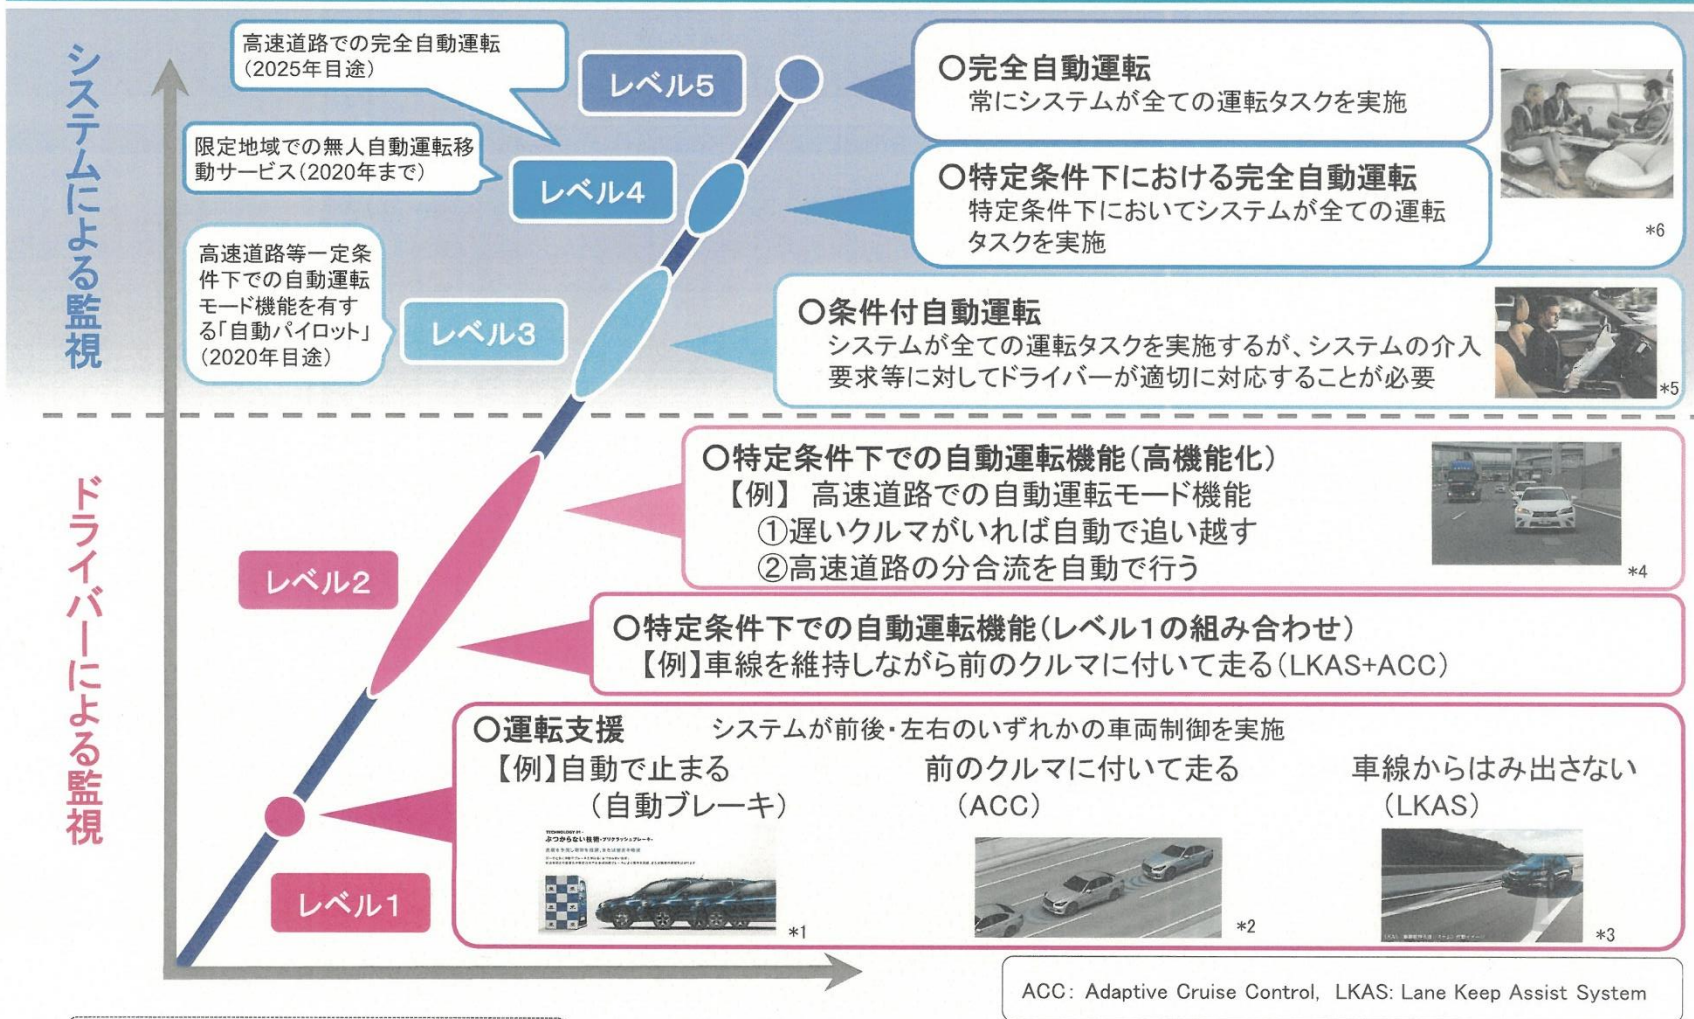 システムによる監視
高速道路での完全自動運転
(2025年目途)
レベル5
○完全自動運転
常にシステムが全ての運転タスクを実施
限定地域での無人自動運転移
動サービス(2020年まで)
レベル4
○特定条件下における完全自動運転
特定条件下においてシステムが全ての運転
タスクを実施
*6
高速道路等一定条
件下での自動運転
モード機能を有す
る「自動パイロット」
(2020年目途)
レベル3
○条件付自動運転
システムが全ての運転タスクを実施するが、システムの介入
要求等に対してドライバーが適切に対応することが必要
*5
ドライバーによる監視
○特定条件下での自動運転機能(高機能化)
【例】 高速道路での自動運転モード機能
①遅いクルマがいれば自動で追い越す
②高速道路の分合流を自動で行う
*4
レベル2
○特定条件下での自動運転機能(レベル1の組み合わせ)
【例】車線を維持しながら前のクルマに付いて走る(LKAS+ACC)
○運転支援 システムが前後・左右のいずれかの車両制御を実施
【例】自動で止まる
(自動ブレーキ)
前のクルマに付いて走る
(ACC)
車線からはみ出さない
(LKAS)
ぶつからない技術・プリクラッシュブレーキ・
*1
*2
*3
レベル1
ACC: Adaptive Cruise Control, LKAS: Lane Keep Assist System